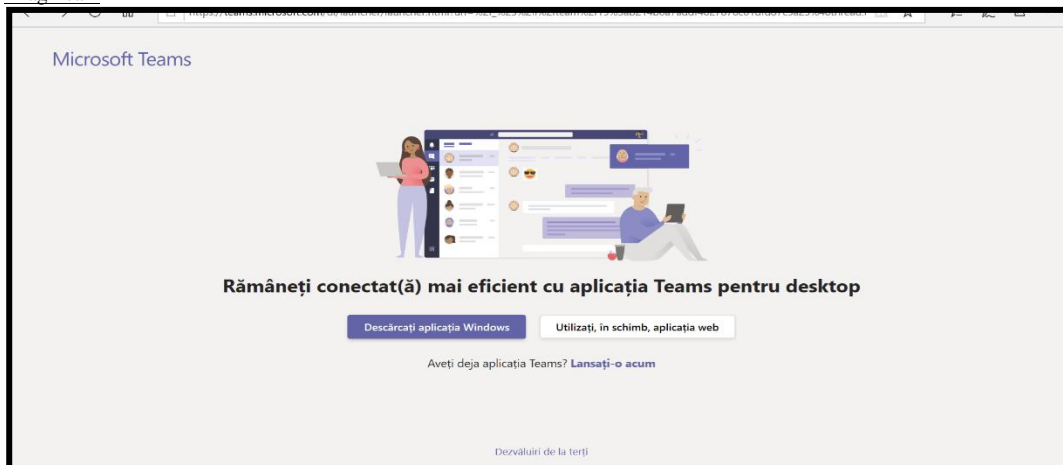 Microsoft Teams
Rămâneți conectat(ă) mai eficient cu aplicația Teams pentru desktop
Descărcați aplicația Windows
Utilizați, în schimb, aplicația web
Aveți deja aplicația Teams? Lansați-o acum
Dezvăluiri de la terți